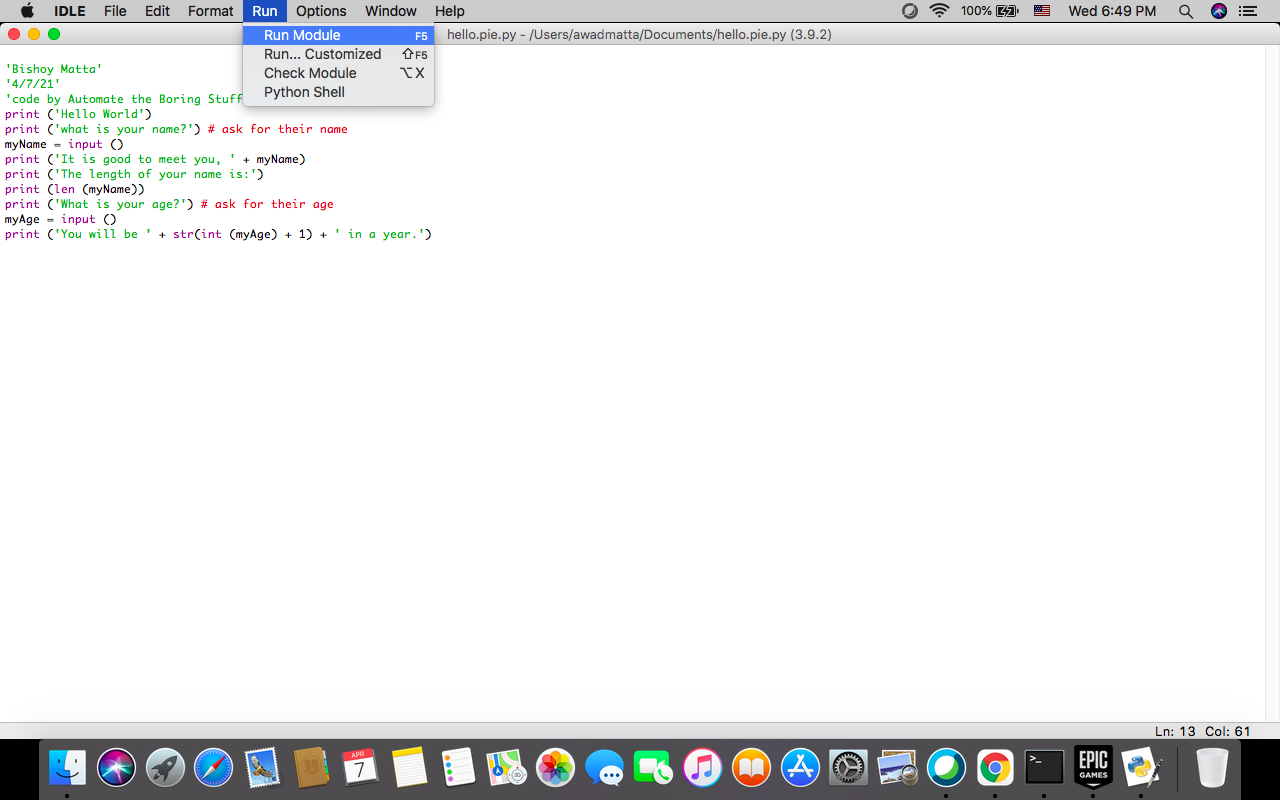 IDLE File Edit Format Run Options Window Help 100% Wed 6:49 PM
hello.pie.py - /Users/awadmatta/Documents/hello.pie.py (3.9.2)
Run Module F5
Run... Customized ⇧F5
Check Module ⌥X
Python Shell
'Bishoy Matta'
'4/7/21'
'code by Automate the Boring Stuff
print ('Hello World')
print ('what is your name?') # ask for their name
myName = input ()
print ('It is good to meet you, ' + myName)
print ('The length of your name is:')
print (len (myName))
print ('What is your age?') # ask for their age
myAge = input ()
print ('You will be ' + str(int (myAge) + 1) + ' in a year.')
Ln: 13 Col: 61
APR
7
3D
>_
EPIC
GAMES